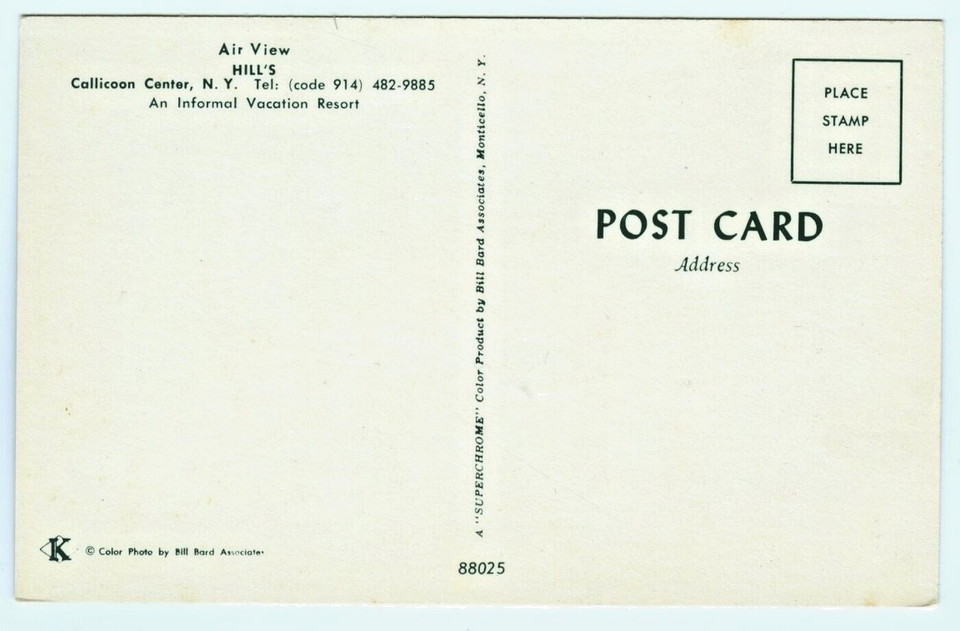 Air View
HILL'S
Callicoon Center, N. Y. Tel: (code 914) 482-9885
An Informal Vacation Resort
A "SUPERCHROME" Color Product by Bill Bard Associates, Monticello, N. Y.
PLACE
STAMP
HERE
POST CARD
Address
K
© Color Photo by Bill Bard Associates
88025